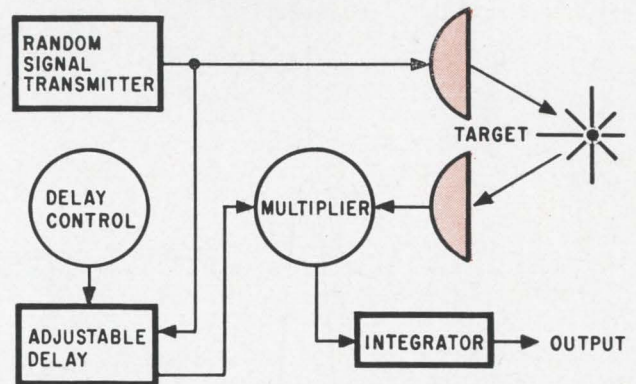 RANDOM
SIGNAL
TRANSMITTER
TARGET
DELAY
CONTROL
MULTIPLIER
ADJUSTABLE
DELAY
INTEGRATOR
OUTPUT